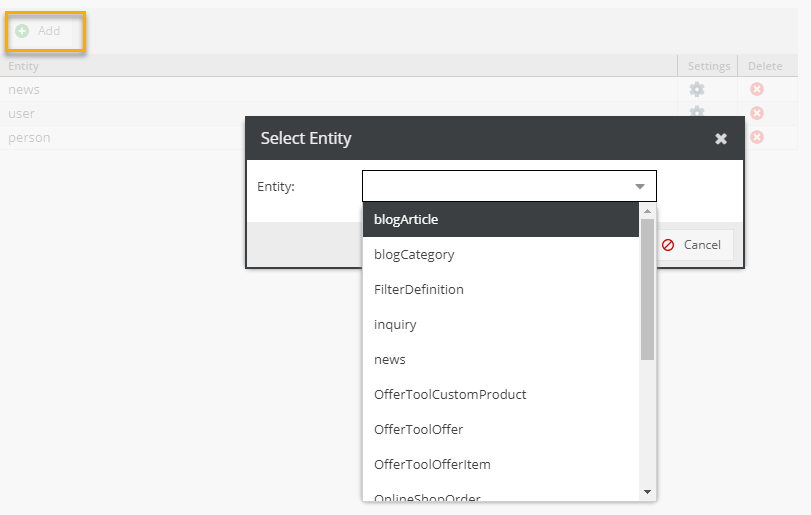 Add
Entity Settings Delete
news
user
person
Select Entity
Entity:
blogArticle
blogCategory
FilterDefinition
inquiry
news
OfferToolCustomProduct
OfferToolOffer
OfferToolOfferItem
OnlineShopOrder
Cancel